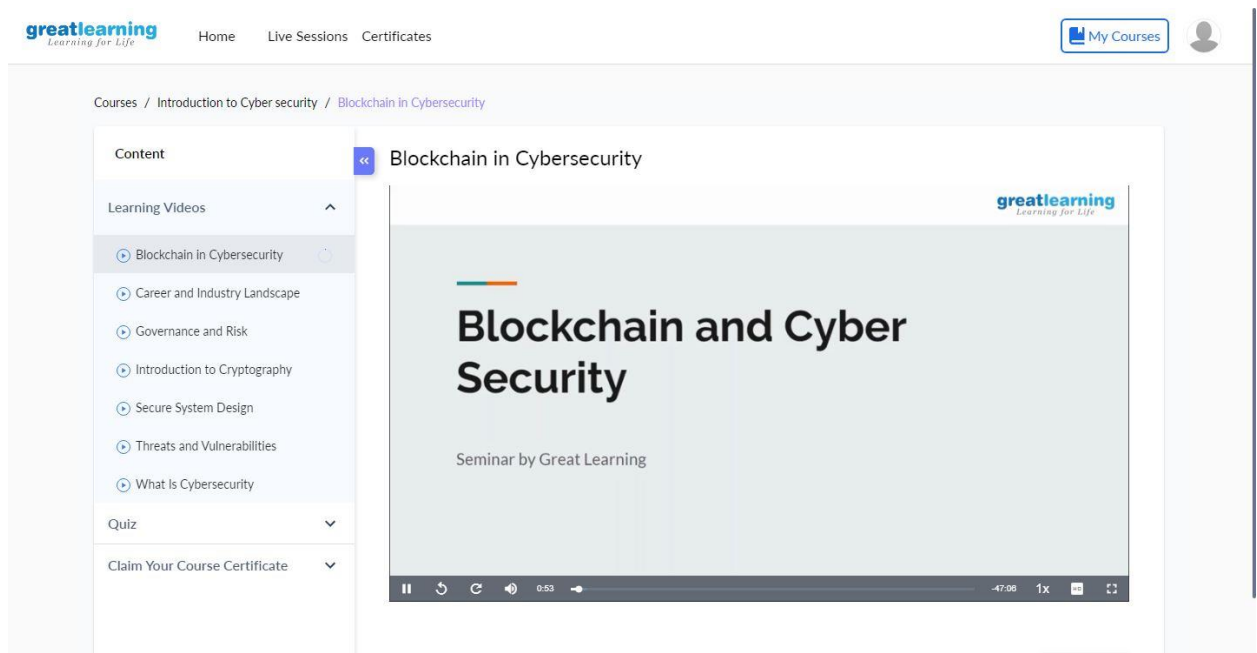 greatlearning
Learning for Life
Home Live Sessions Certificates
My Courses
Courses / Introduction to Cyber security / Blockchain in Cybersecurity
Content
Learning Videos
Blockchain in Cybersecurity
Career and Industry Landscape
Governance and Risk
Introduction to Cryptography
Secure System Design
Threats and Vulnerabilities
What Is Cybersecurity
Quiz
Claim Your Course Certificate
Blockchain in Cybersecurity
greatlearning
Learning for Life
Blockchain and Cyber
Security
Seminar by Great Learning
0:53 -47:06 1x HD